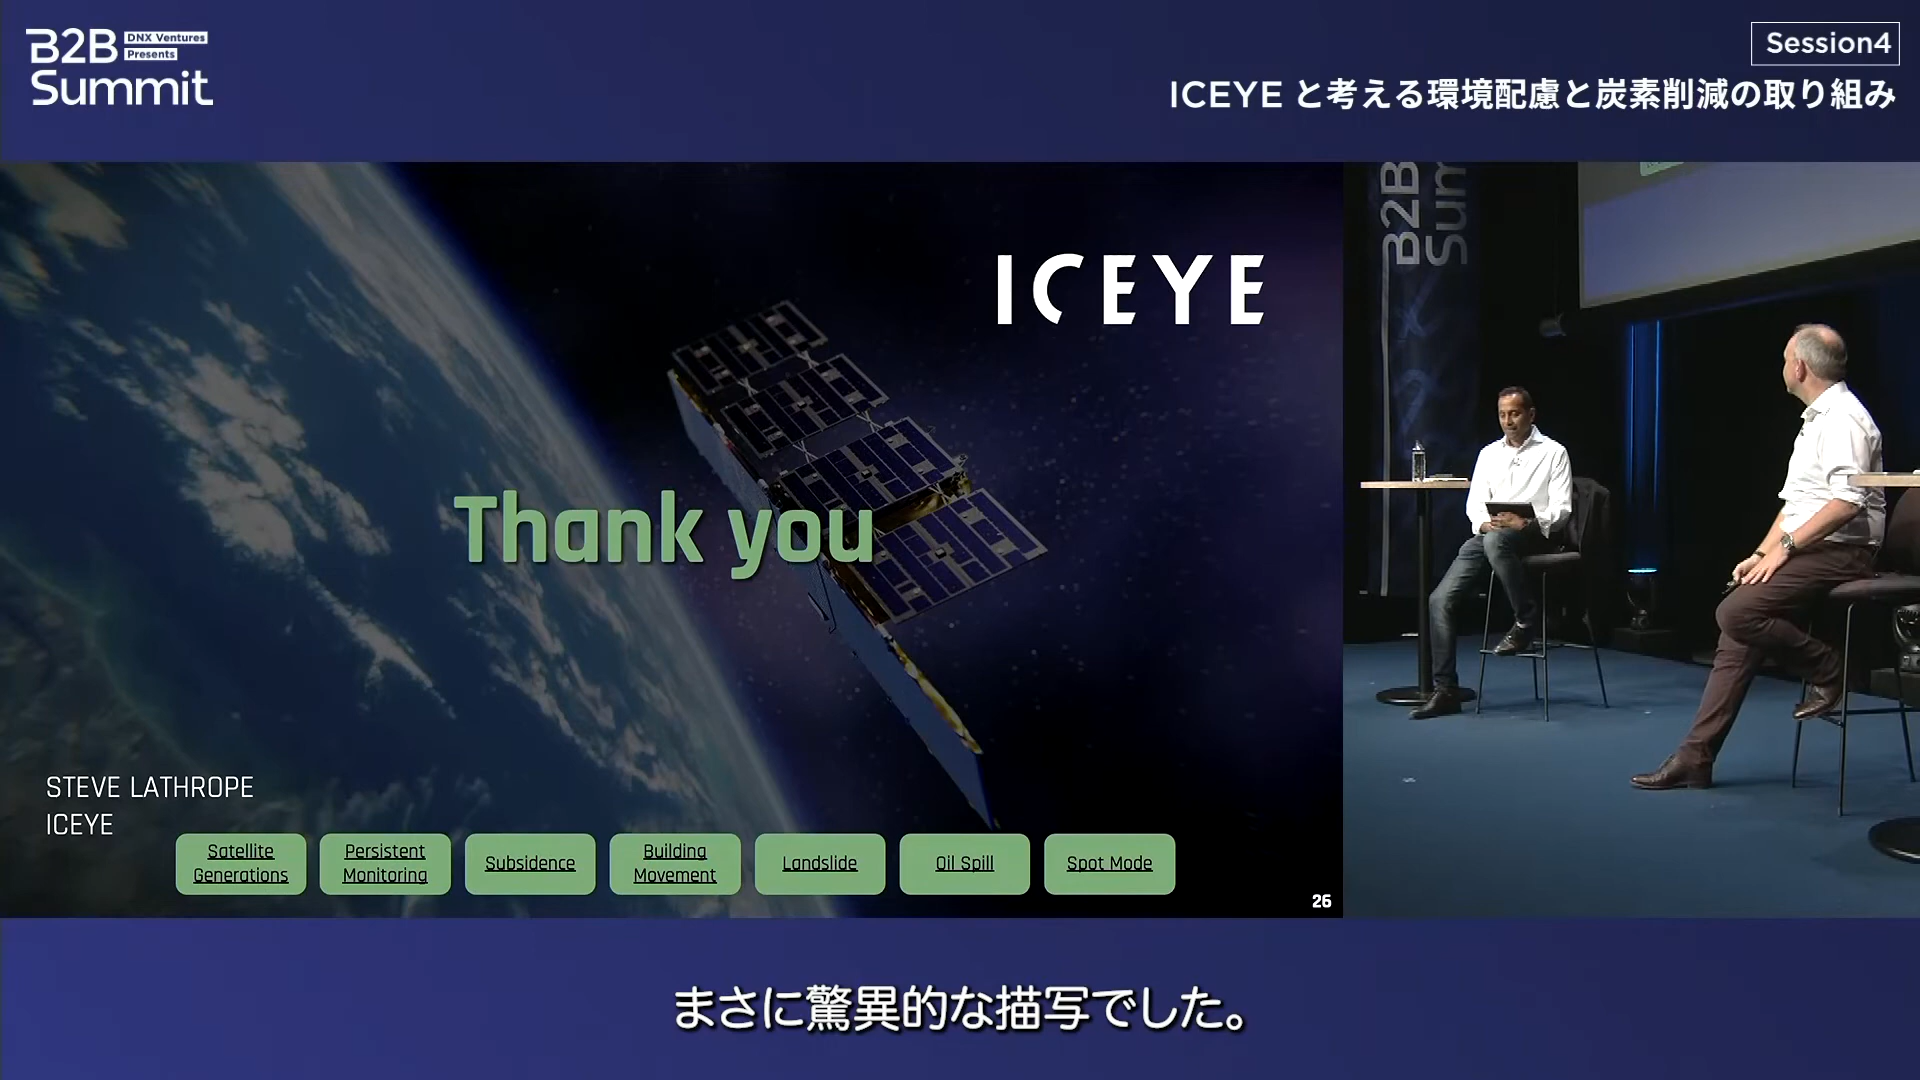 B2B
DNX Ventures
Presents
Summit
Session4
ICEYE と考える環境配慮と炭素削減の取り組み
ICEYE
Thank you
STEVE LATHROPE
ICEYE
Satellite
Generations
Persistent
Monitoring
Subsidence
Building
Movement
Landslide
Oil Spill
Spot Mode
26
B2B
Sum
まさに驚異的な描写でした。